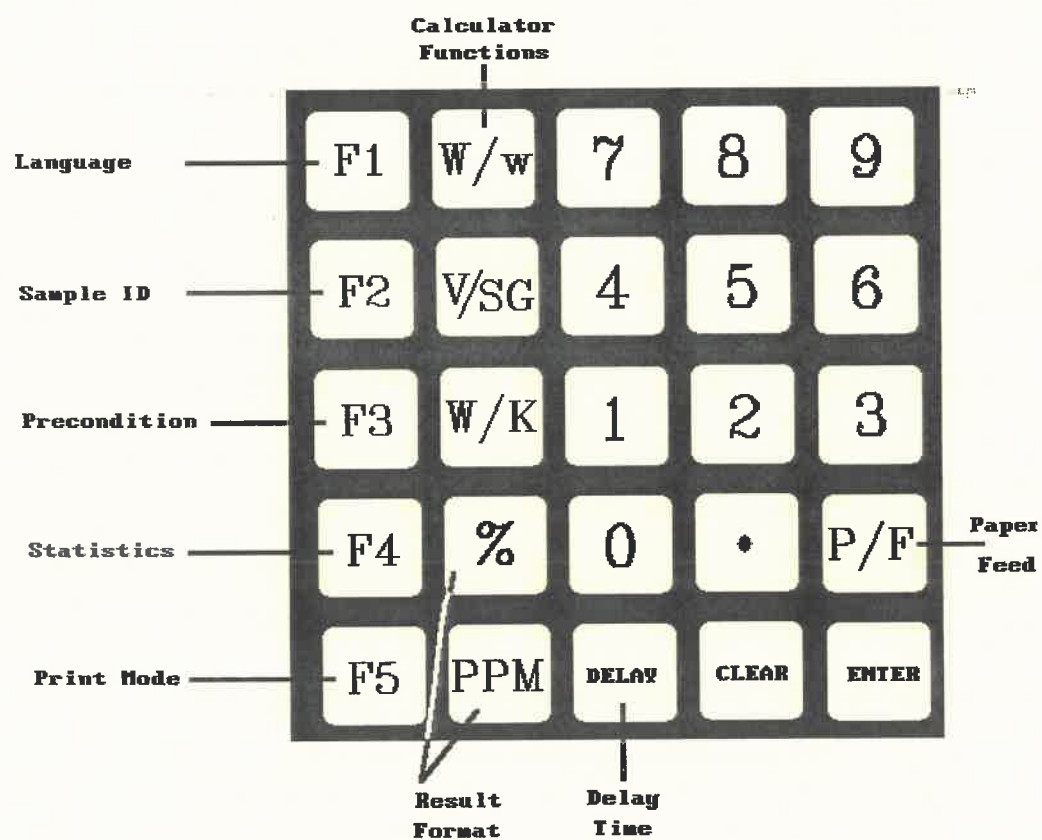 Calculator
Functions
Language
F1 W/w 7 8 9
Sample ID
F2 V/SG 4 5 6
Precondition
F3 W/K 1 2 3
Statistics
F4 % 0 • P/F
Paper
Feed
Print Mode
F5 PPM DELAY CLEAR ENTER
Result
Format
Delay
Time